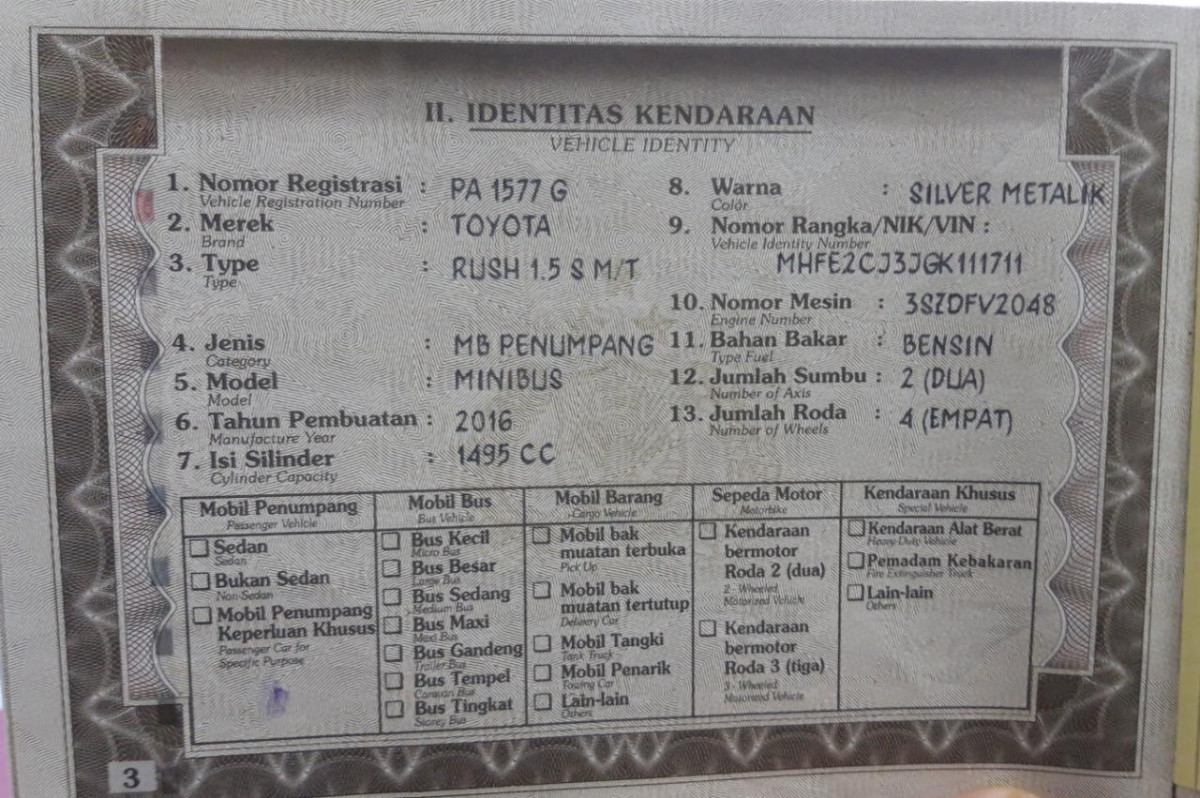 II. IDENTITAS KENDARAAN
VEHICLE IDENTITY
1. Nomor Registrasi : PA 1577 G
Vehicle Registration Number
2. Merek : TOYOTA
Brand
3. Type : RUSH 1.5 S M/T
Type
4. Jenis : MB PENUMPANG
Category
5. Model : MINIBUS
Model
6. Tahun Pembuatan : 2016
Manufacture Year
7. Isi Silinder : 1495 CC
Cylinder Capacity
8. Warna : SILVER METALIK
Color
9. Nomor Rangka/NIK/VIN :
Vehicle Identity Number
MHFE2CJ3JGK111711
10. Nomor Mesin : 3SZDFV2048
Engine Number
11. Bahan Bakar : BENSIN
Type Fuel
12. Jumlah Sumbu : 2 (DUA)
Number of Axis
13. Jumlah Roda : 4 (EMPAT)
Number of Wheels
Mobil Penumpang
Passenger Vehicle
Sedan
Sedan
Bukan Sedan
Non-Sedan
Mobil Penumpang
Keperluan Khusus
Passenger Car for
Specific Purpose
Mobil Bus
Bus Vehicle
Bus Kecil
Micro Bus
Bus Besar
Large Bus
Bus Sedang
Medium Bus
Bus Maxi
Maxi Bus
Bus Gandeng
Trailer Bus
Bus Tempel
Caravan Bus
Bus Tingkat
Storey Bus
Mobil Barang
Cargo Vehicle
Mobil bak
muatan terbuka
Pick Up
Mobil bak
muatan tertutup
Delivery Car
Mobil Tangki
Tank Truck
Mobil Penarik
Towing Car
Lain-lain
Others
Sepeda Motor
Motorbike
Kendaraan
bermotor
Roda 2 (dua)
2 - Wheeled
Motorized Vehicle
Kendaraan
bermotor
Roda 3 (tiga)
3 - Wheeled
Motorized Vehicle
Kendaraan Khusus
Special Vehicle
Kendaraan Alat Berat
Heavy Duty Vehicle
Pemadam Kebakaran
Fire Extinguisher Truck
Lain-lain
Others
3